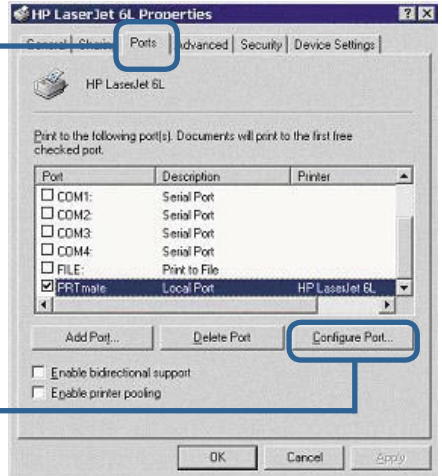 HP LaserJet 6L Properties
General Sharing Ports Advanced Security Device Settings
HP LaserJet 6L
Print to the following port(s). Documents will print to the first free
checked port.
Port Description Printer
COM1: Serial Port
COM2: Serial Port
COM3: Serial Port
COM4: Serial Port
FILE: Print to File
PRTmate Local Port HP LaserJet 6L
Add Port... Delete Port Configure Port...
Enable bidirectional support
Enable printer pooling
OK Cancel Apply